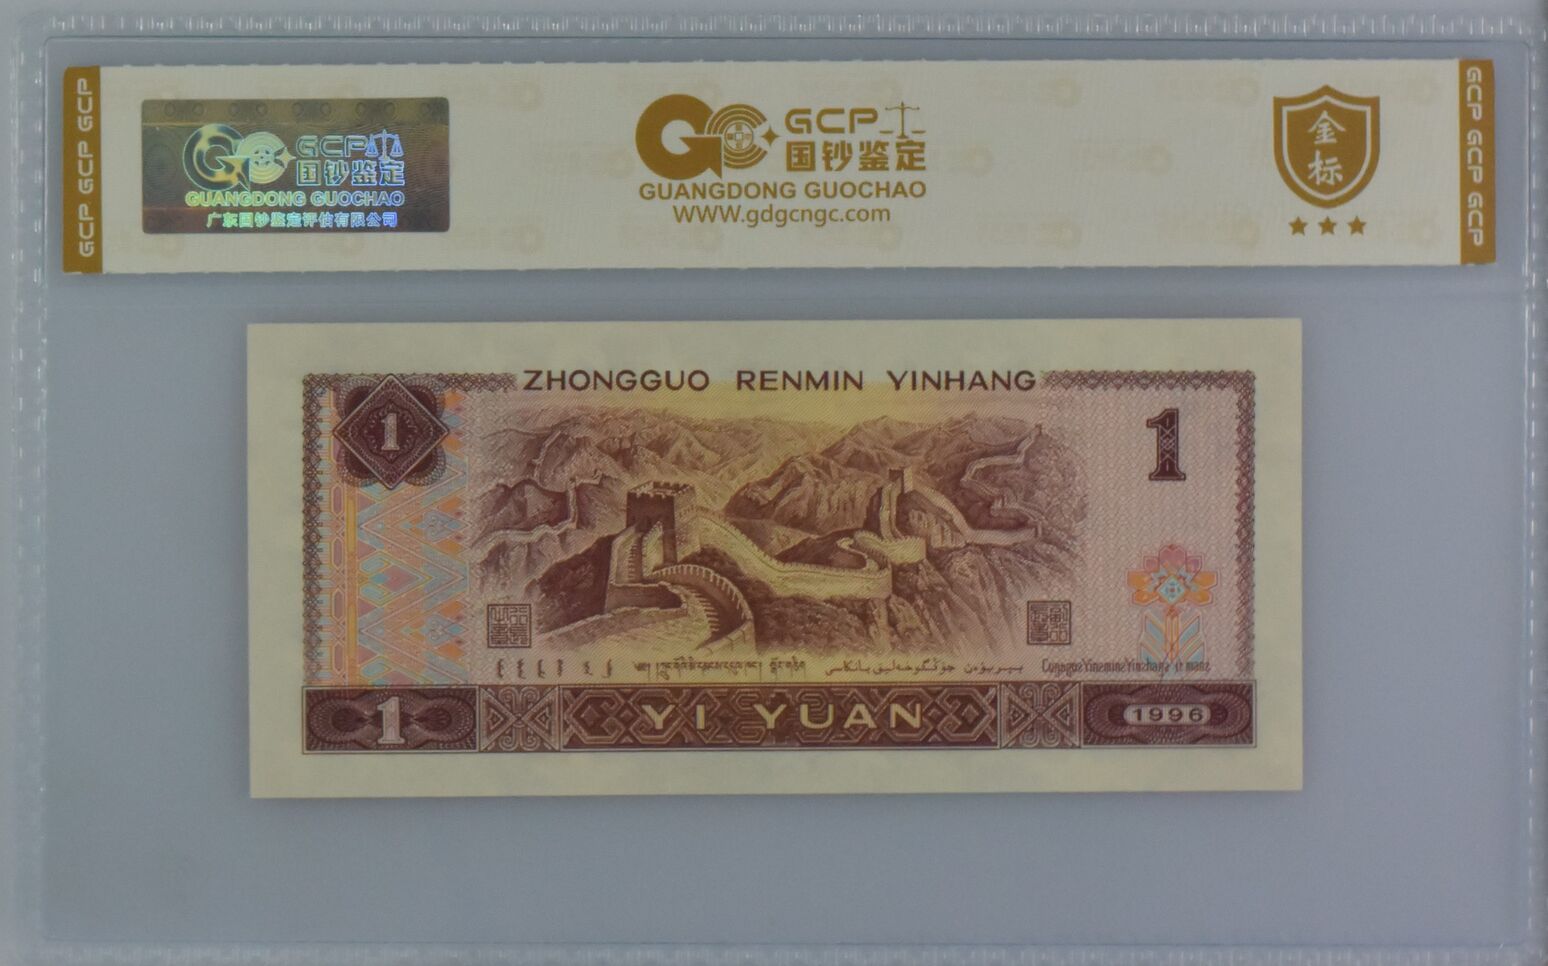 GCP GCP GCP
GCP
国钞鉴定
GUANGDONG GUOCHAO
广东国钞鉴定评估有限公司
GCP
国钞鉴定
GUANGDONG GUOCHAO
WWW.gdgcngc.com
金标
GCP GCP GCP GCP
ZHONGGUO RENMIN YINHANG
1
1
1
YI YUAN
1996